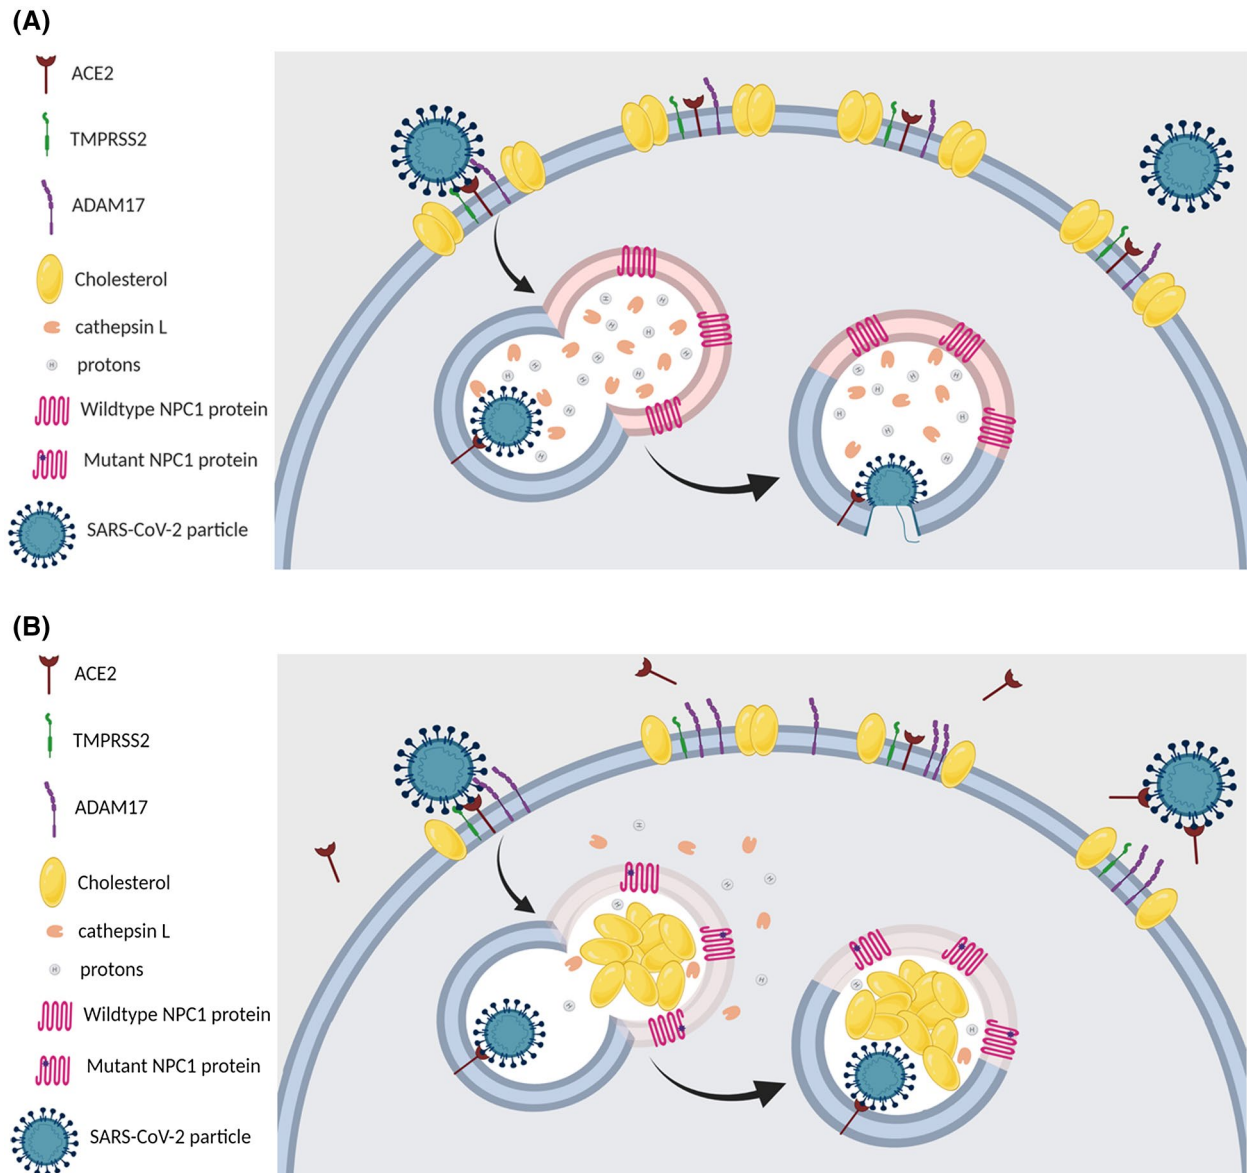 (A)
ACE2
TMPRSS2
ADAM17
Cholesterol
cathepsin L
H protons
Wildtype NPC1 protein
Mutant NPC1 protein
SARS-CoV-2 particle
(B)
ACE2
TMPRSS2
ADAM17
Cholesterol
cathepsin L
H protons
Wildtype NPC1 protein
Mutant NPC1 protein
SARS-CoV-2 particle